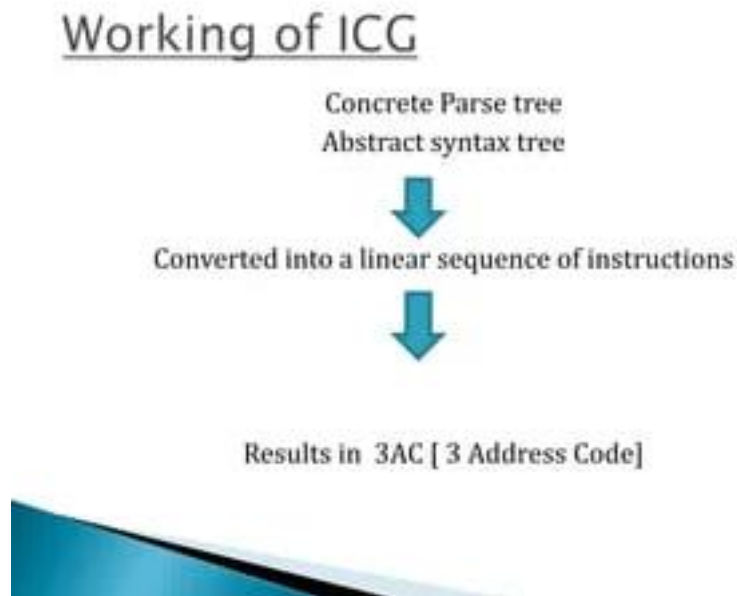 Working of ICG
Concrete Parse tree
Abstract syntax tree
Converted into a linear sequence of instructions
Results in 3AC [ 3 Address Code]